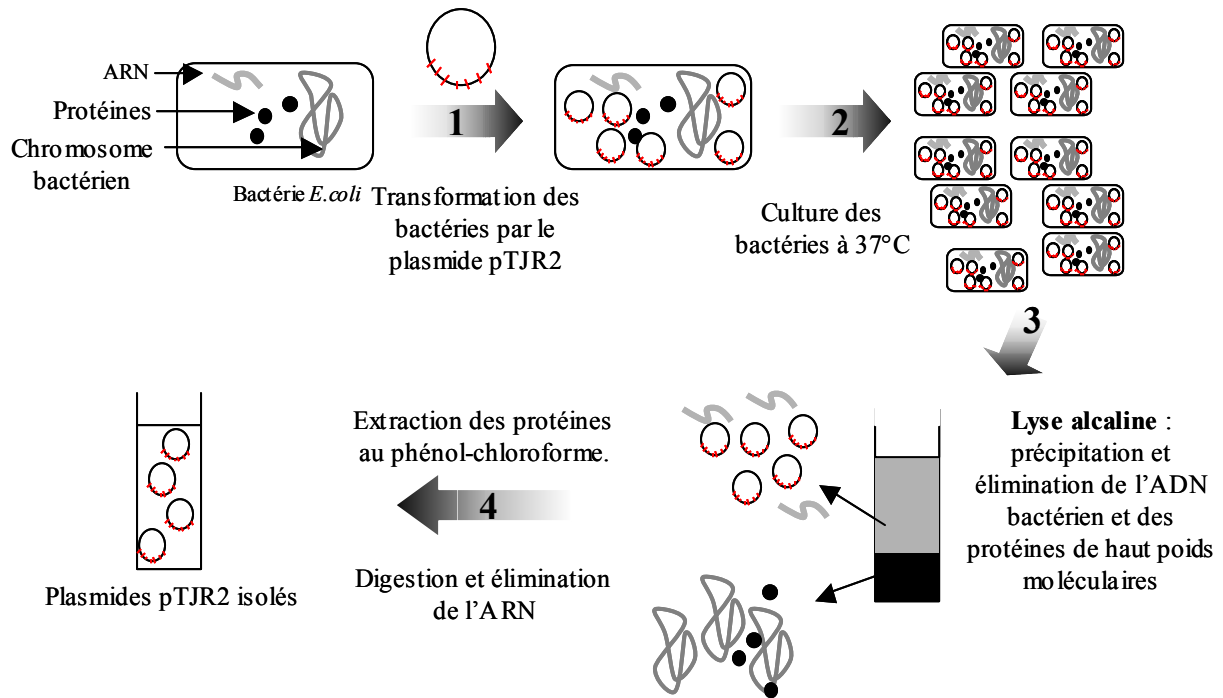 ARN
Protéines
Chromosome
bactérien
Bactérie E.coli
1
Transformation des
bactéries par le
plasmide pTJR2
2
Culture des
bactéries à 37°C
3
Lyse alcaline :
précipitation et
élimination de l'ADN
bactérien et des
protéines de haut poids
moléculaires
Extraction des protéines
au phénol-chloroforme.
4
Digestion et élimination
de l'ARN
Plasmides pTJR2 isolés